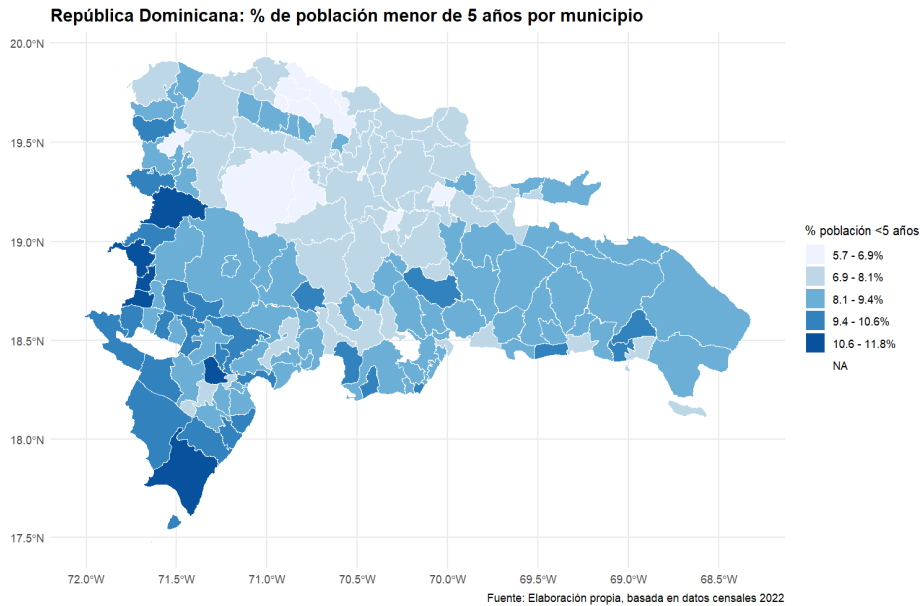 República Dominicana: % de población menor de 5 años por municipio
20.0°N
19.5°N
19.0°N
18.5°N
18.0°N
17.5°N
72.0°W
71.5°W
71.0°W
70.5°W
70.0°W
69.5°W
69.0°W
68.5°W
% población <5 años
5.7 - 6.9%
6.9 - 8.1%
8.1 - 9.4%
9.4 - 10.6%
10.6 - 11.8%
NA
Fuente: Elaboración propia, basada en datos censales 2022